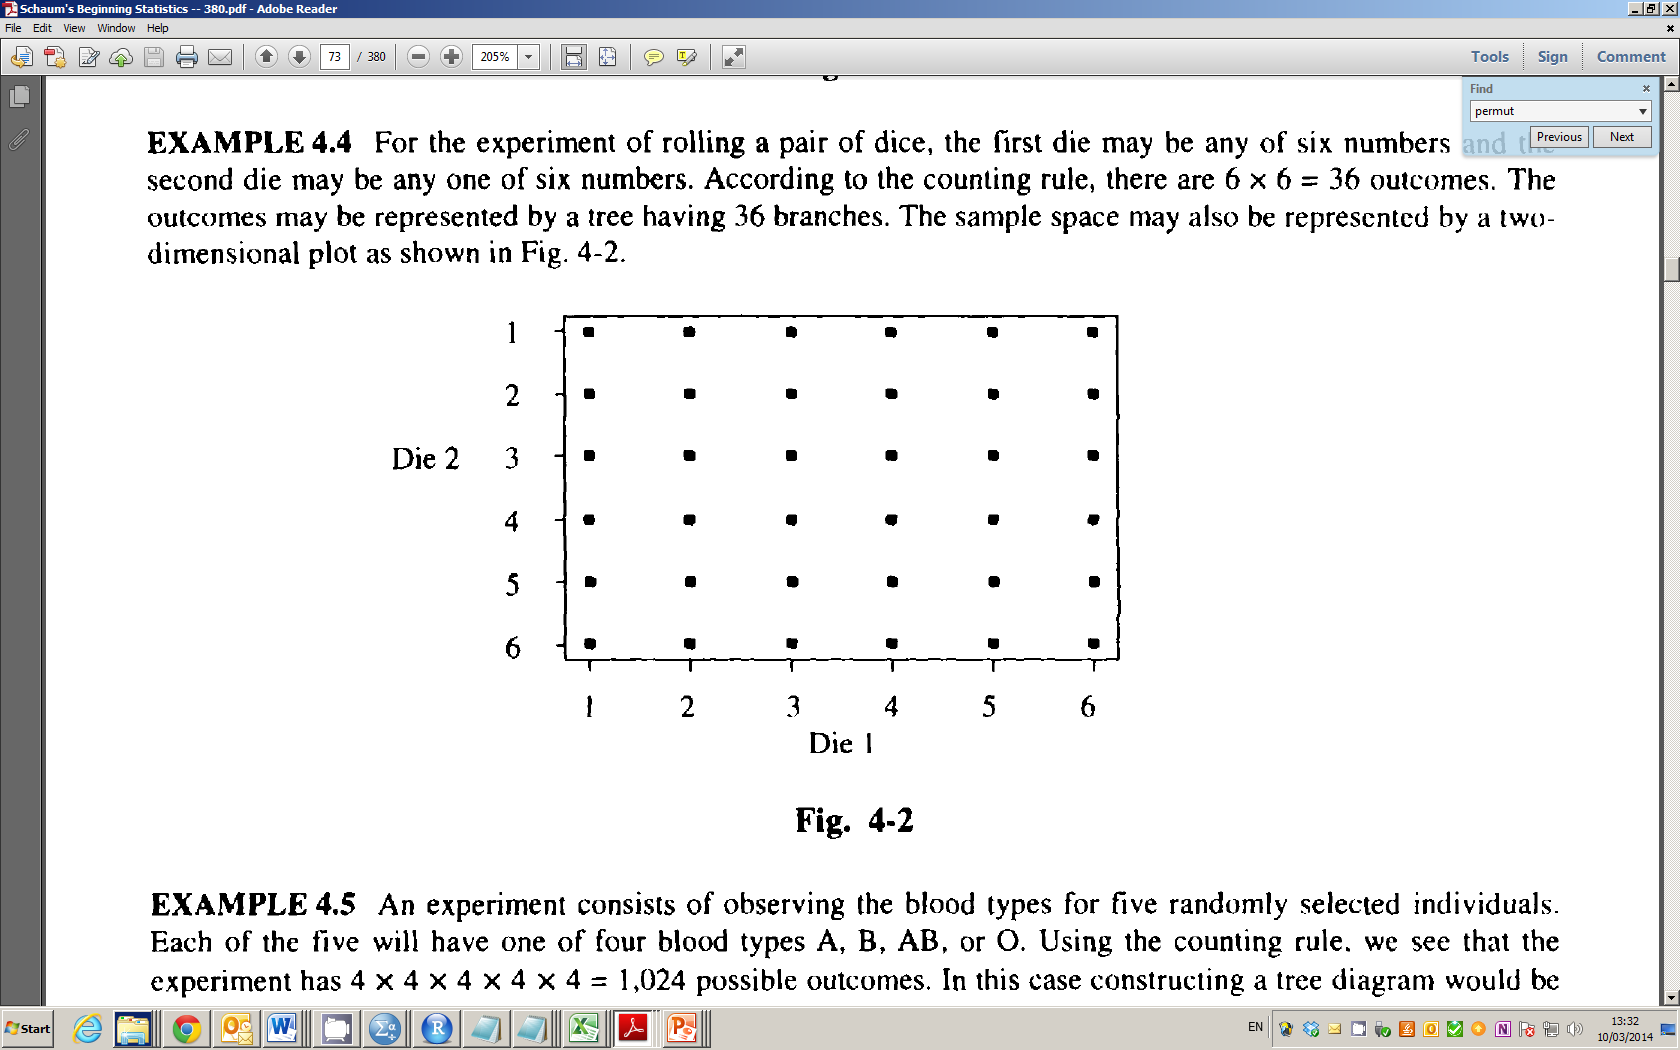 Schaum's Beginning Statistics -- 380.pdf - Adobe Reader
File Edit View Window Help
73 / 380 205% Tools Sign Comment
Find
permut
Previous Next
EXAMPLE 4.4 For the experiment of rolling a pair of dice, the first die may be any of six numbers and the
second die may be any one of six numbers. According to the counting rule, there are 6 × 6 = 36 outcomes. The
outcomes may be represented by a tree having 36 branches. The sample space may also be represented by a two-
dimensional plot as shown in Fig. 4-2.
1
2
Die 2 3
4
5
6
1 2 3 4 5 6
Die 1
Fig. 4-2
EXAMPLE 4.5 An experiment consists of observing the blood types for five randomly selected individuals.
Each of the five will have one of four blood types A, B, AB, or O. Using the counting rule, we see that the
experiment has 4 × 4 × 4 × 4 × 4 = 1,024 possible outcomes. In this case constructing a tree diagram would be
Start EN 13:32
10/03/2014